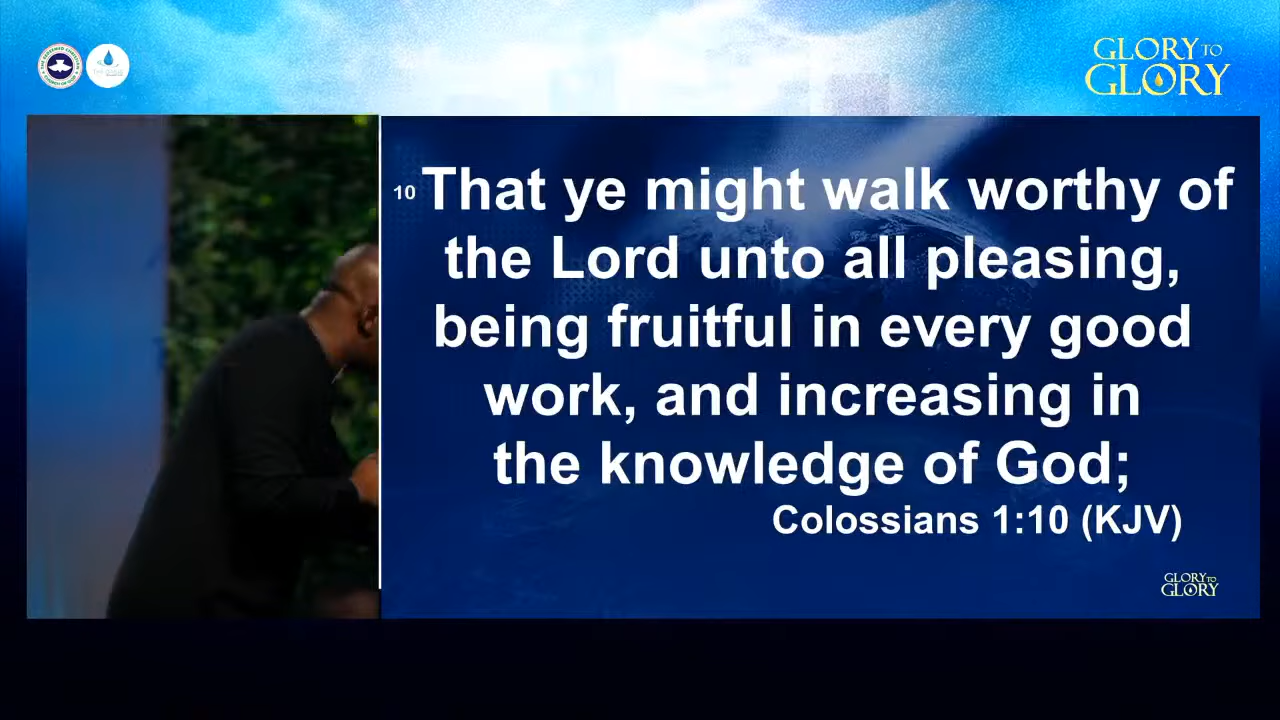 GLORY TO
GLORY
10 That ye might walk worthy of
the Lord unto all pleasing,
being fruitful in every good
work, and increasing in
the knowledge of God;
Colossians 1:10 (KJV)
GLORY TO
GLORY